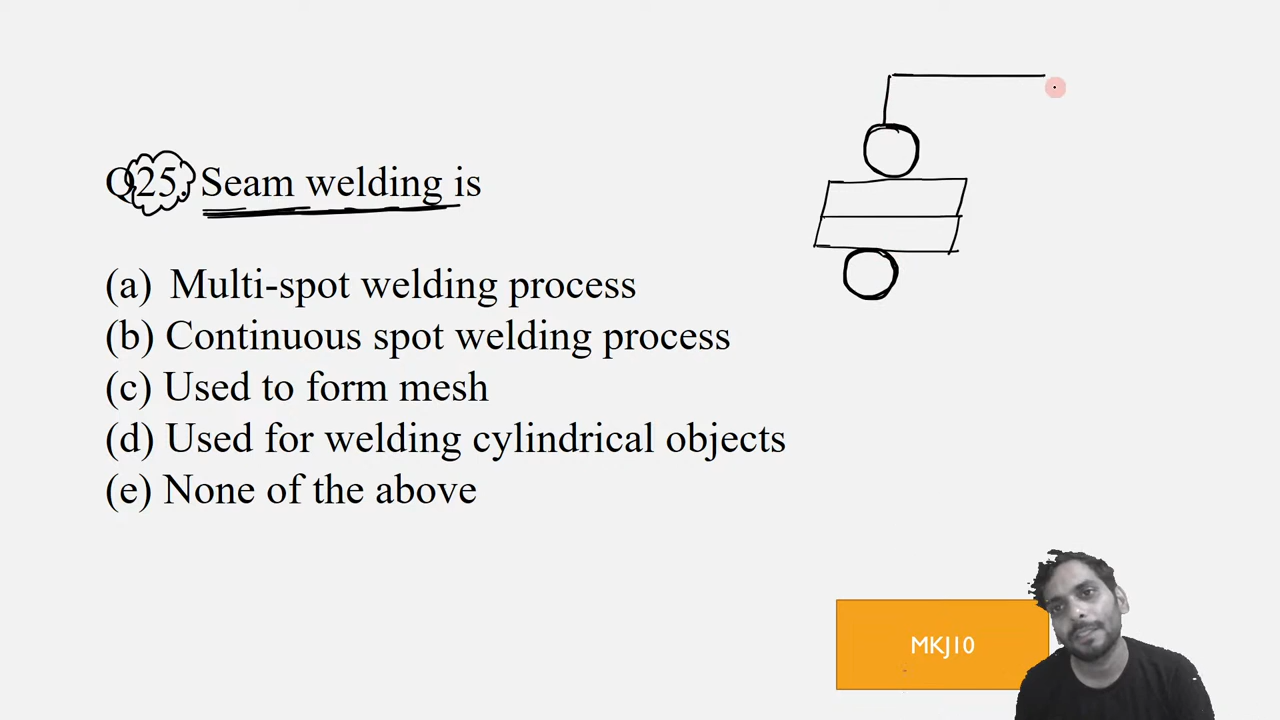 Q25. Seam welding is
(a) Multi-spot welding process
(b) Continuous spot welding process
(c) Used to form mesh
(d) Used for welding cylindrical objects
(e) None of the above
MKJ10